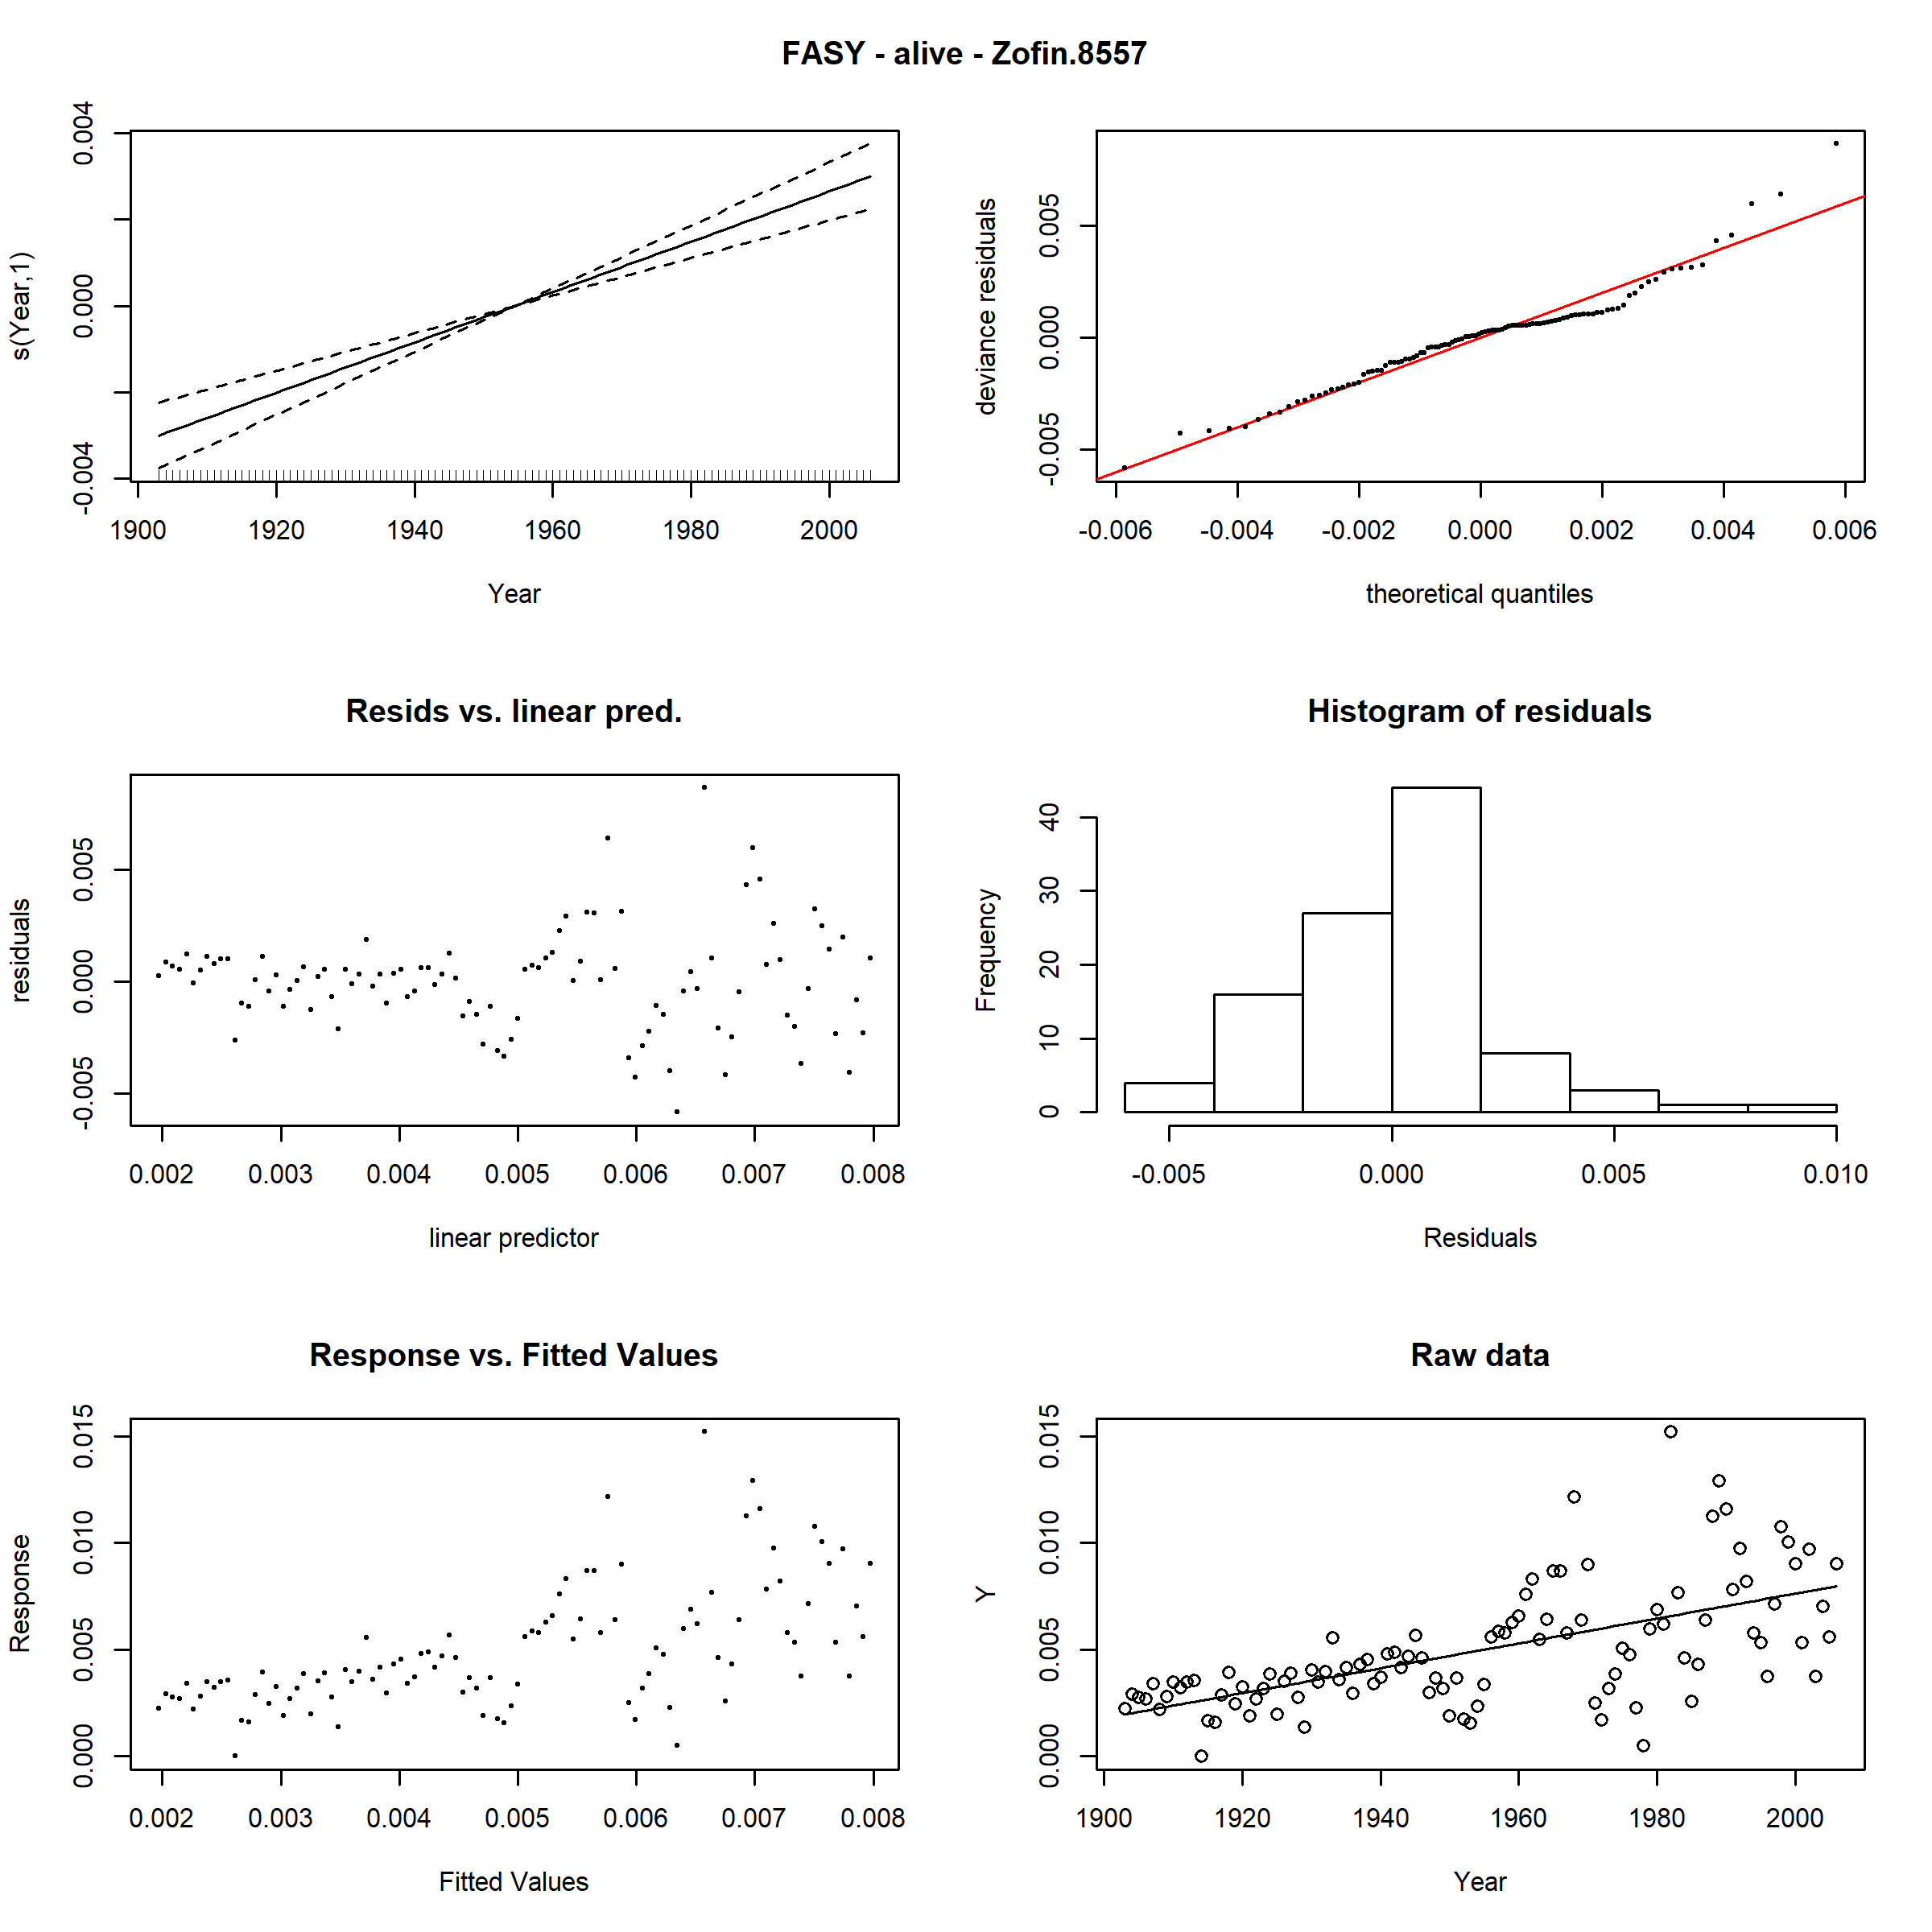 FASY - alive - Zofin.8557
s(Year,1)
-0.004 0.000 0.004
1900 1920 1940 1960 1980 2000
Year
deviance residuals
-0.005 0.000 0.005
-0.006 -0.004 -0.002 0.000 0.002 0.004 0.006
theoretical quantiles
Resids vs. linear pred.
residuals
-0.005 0.000 0.005
0.002 0.003 0.004 0.005 0.006 0.007 0.008
linear predictor
Histogram of residuals
Frequency
0 10 20 30 40
-0.005 0.000 0.005 0.010
Residuals
Response vs. Fitted Values
Response
0.000 0.005 0.010 0.015
0.002 0.003 0.004 0.005 0.006 0.007 0.008
Fitted Values
Raw data
Y
0.000 0.005 0.010 0.015
1900 1920 1940 1960 1980 2000
Year